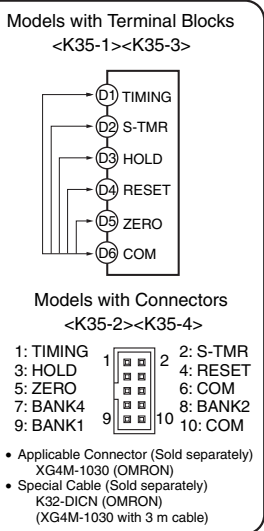 Models with Terminal Blocks
<K35-1><K35-3>
D1 TIMING
D2 S-TMR
D3 HOLD
D4 RESET
D5 ZERO
D6 COM
Models with Connectors
<K35-2><K35-4>
1: TIMING 1 2 2: S-TMR
3: HOLD 4: RESET
5: ZERO 6: COM
7: BANK4 8: BANK2
9: BANK1 9 10 10: COM
• Applicable Connector (Sold separately)
XG4M-1030 (OMRON)
• Special Cable (Sold separately)
K32-DICN (OMRON)
(XG4M-1030 with 3 m cable)